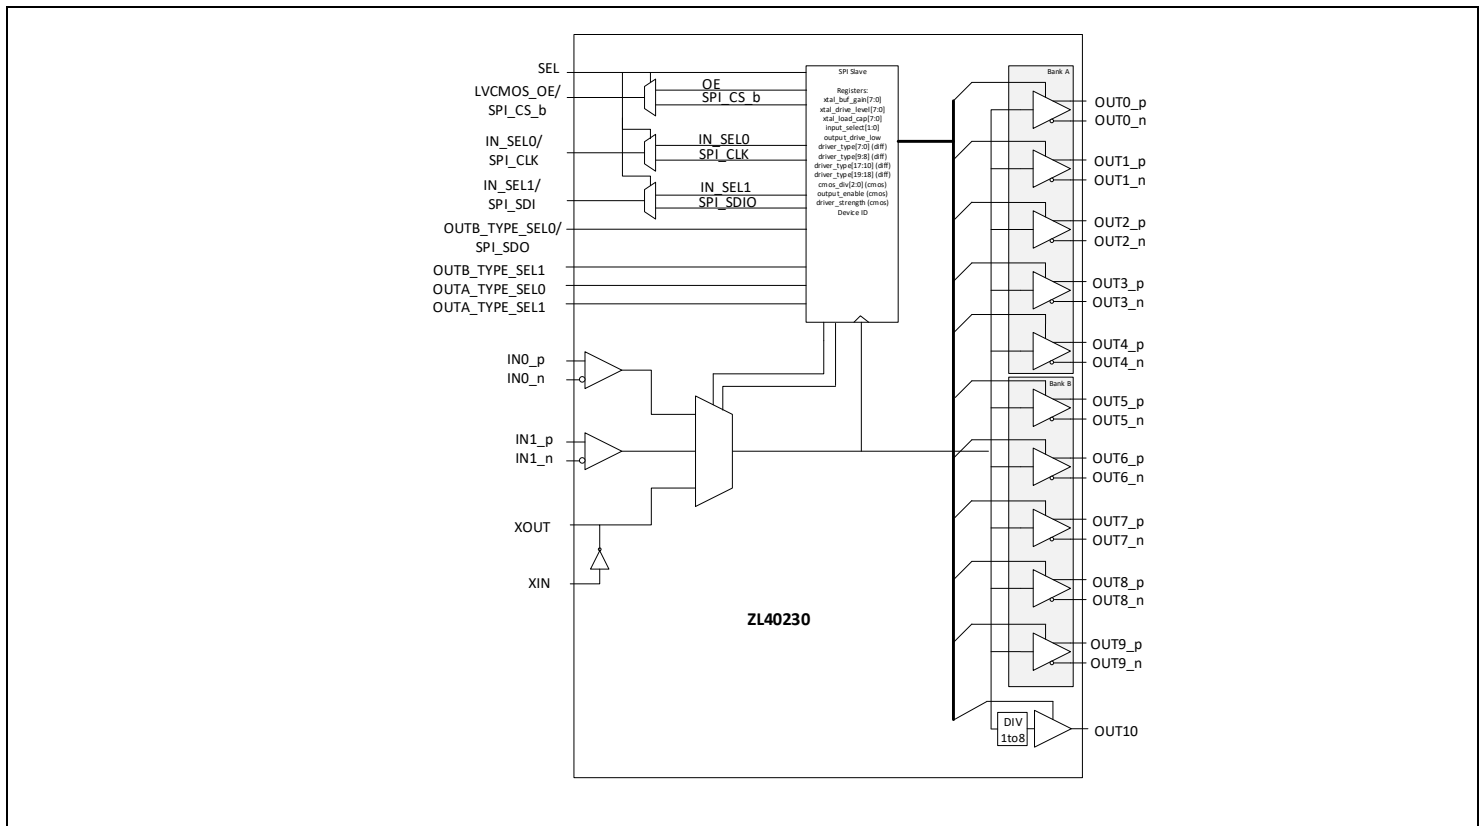 SEL
LVCMOS_OE/
SPI_CS_b
IN_SEL0/
SPI_CLK
IN_SEL1/
SPI_SDI
OUTB_TYPE_SEL0/
SPI_SDO
OUTB_TYPE_SEL1
OUTA_TYPE_SEL0
OUTA_TYPE_SEL1
IN0_p
IN0_n
IN1_p
IN1_n
XOUT
XIN
OE
SPI_CS_b
IN_SEL0
SPI_CLK
IN_SEL1
SPI_SDIO
SPI Slave
Registers:
xtal_buf_gain[7:0]
xtal_drive_level[7:0]
xtal_load_cap[7:0]
input_select[1:0]
output_drive_low
driver_type[7:0] (diff)
driver_type[9:8] (diff)
driver_type[17:10] (diff)
driver_type[19:18] (diff)
cmos_div[2:0] (cmos)
output_enable (cmos)
driver_strength (cmos)
Device ID
ZL40230
Bank A
OUT0_p
OUT0_n
OUT1_p
OUT1_n
OUT2_p
OUT2_n
OUT3_p
OUT3_n
OUT4_p
OUT4_n
Bank B
OUT5_p
OUT5_n
OUT6_p
OUT6_n
OUT7_p
OUT7_n
OUT8_p
OUT8_n
OUT9_p
OUT9_n
DIV
1to8
OUT10